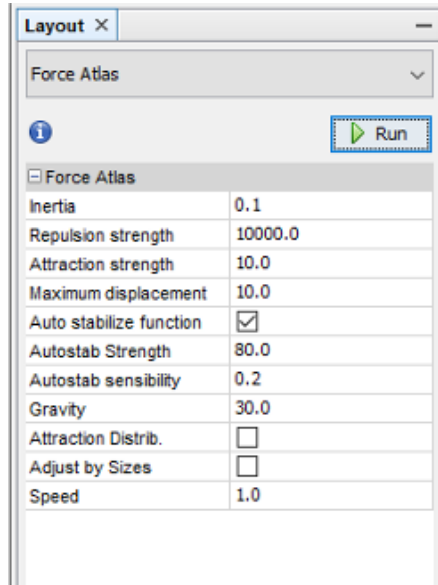 Layout
Force Atlas
Run
Force Atlas
Inertia 0.1
Repulsion strength 10000.0
Attraction strength 10.0
Maximum displacement 10.0
Auto stabilize function
Autostab Strength 80.0
Autostab sensibility 0.2
Gravity 30.0
Attraction Distrib.
Adjust by Sizes
Speed 1.0